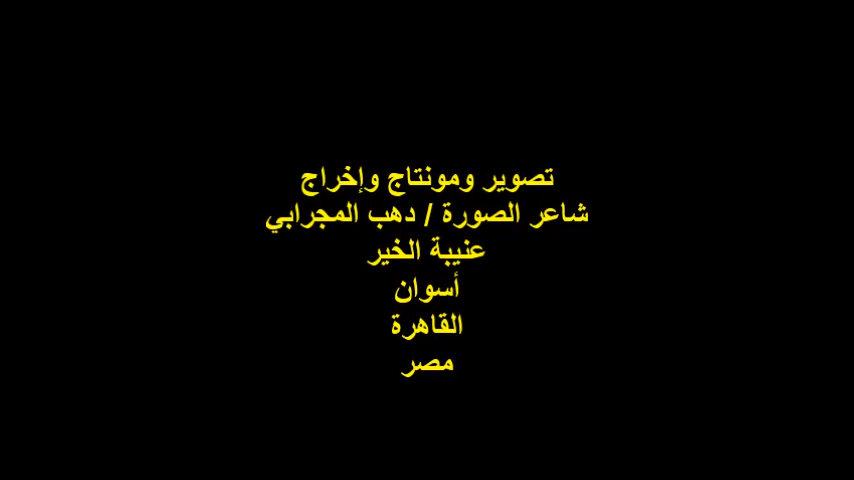 تصوير ومونتاج وإخراج
شاعر الصورة / دهب المجرابي
عنيبة الخير
أسوان
القاهرة
مصر